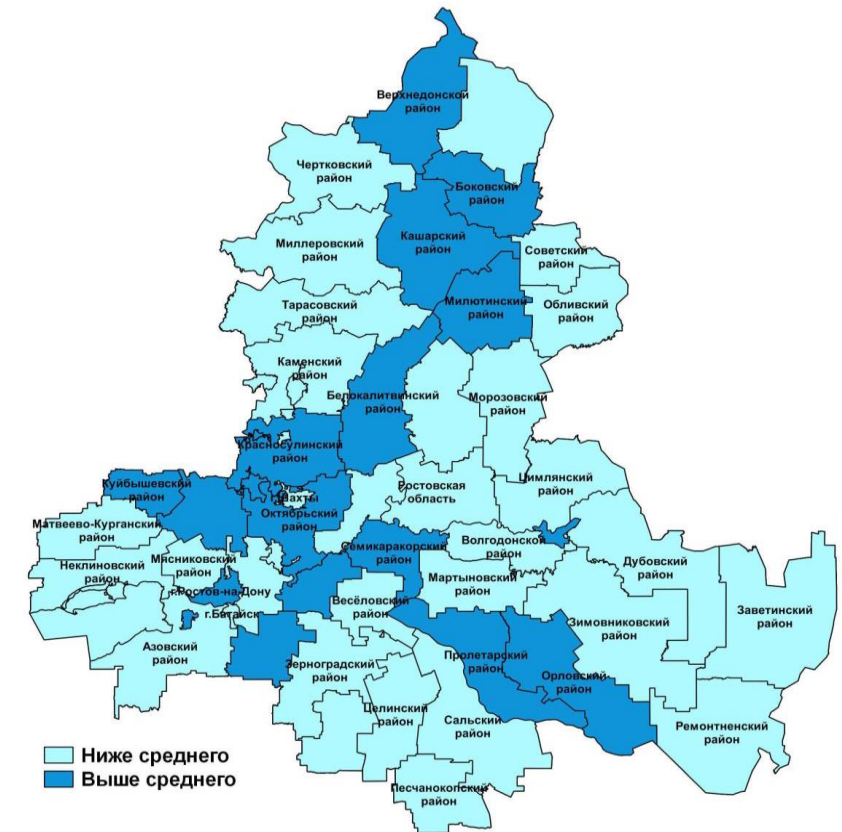 Верхнедонской
район
Чертковский
район
Боковский
район
Кашарский
район
Миллеровский
район
Советский
район
Тарасовский
район
Милютинский
район
Обливский
район
Каменский
район
Белокалитвинский
район
Морозовский
район
Красносулинский
район
Куйбышевский
район
г.Шахты
Октябрьский
район
Ростовская
область
Цимлянский
район
Матвеево-Курганский
район
Семикаракорский
район
Волгодонской
район
Неклиновский
район
Мясниковский
район
Мартыновский
район
Дубовский
район
г.Ростов-на-Дону
г.Батайск
Весёловский
район
Зимовниковский
район
Заветинский
район
Азовский
район
Зерноградский
район
Пролетарский
район
Орловский
район
Целинский
район
Сальский
район
Ремонтненский
район
Песчанокопский
район
Ниже среднего
Выше среднего